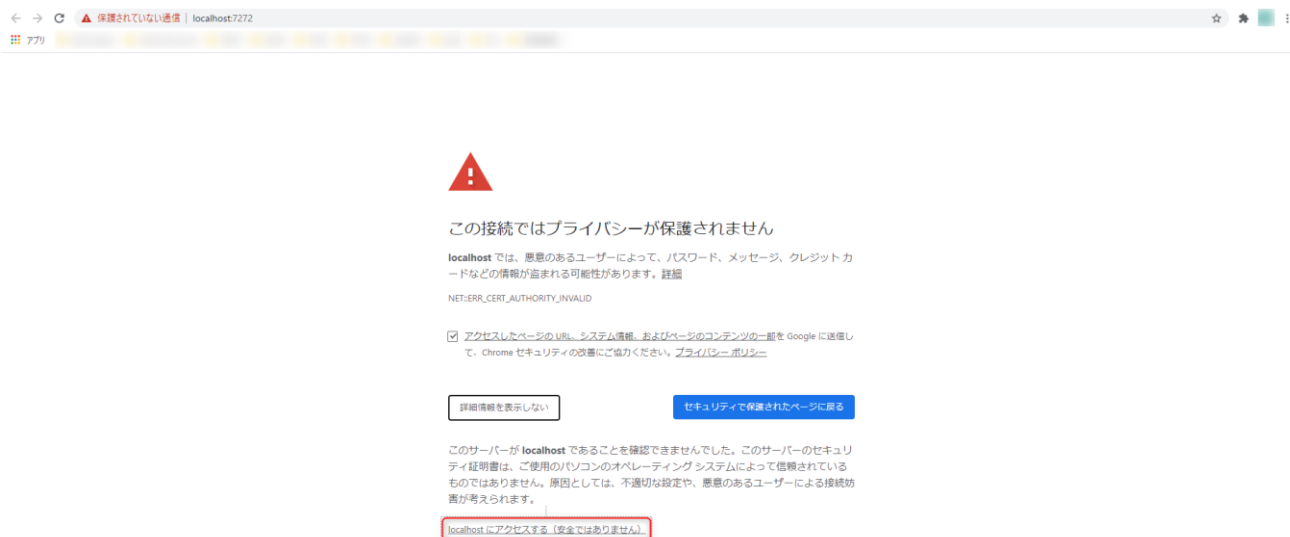 保護されていない通信 | localhost:7272
アプリ
この接続ではプライバシーが保護されません
localhost では、悪意のあるユーザーによって、パスワード、メッセージ、クレジット カ
ードなどの情報が盗まれる可能性があります。詳細
NET::ERR_CERT_AUTHORITY_INVALID
アクセスしたページの URL、システム情報、およびページのコンテンツの一部を Google に送信し
て、Chrome セキュリティの改善にご協力ください。プライバシー ポリシー
詳細情報を表示しない
セキュリティで保護されたページに戻る
このサーバーが localhost であることを確認できませんでした。このサーバーのセキュリ
ティ証明書は、ご使用のパソコンのオペレーティング システムによって信頼されている
ものではありません。原因としては、不適切な設定や、悪意のあるユーザーによる接続妨
害が考えられます。
localhost にアクセスする（安全ではありません）